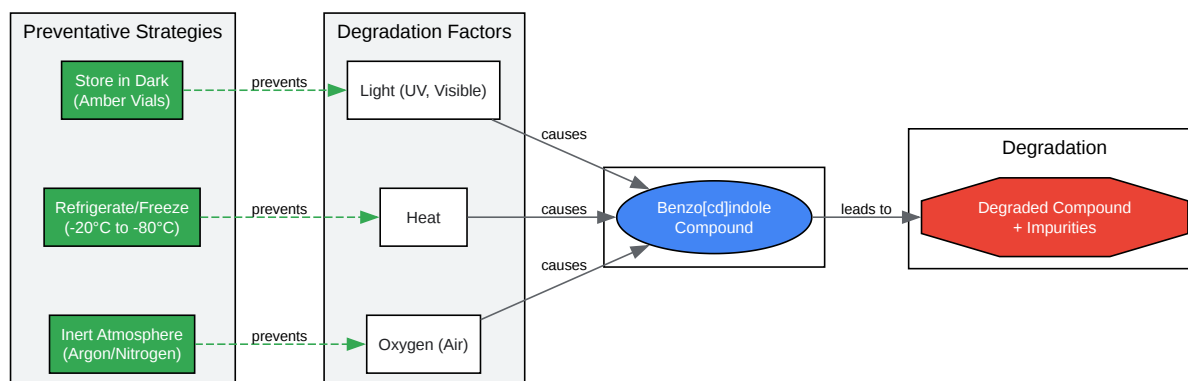 Preventative Strategies
Store in Dark
(Amber Vials)
Refrigerate/Freeze
(-20°C to -80°C)
Inert Atmosphere
(Argon/Nitrogen)
prevents
prevents
prevents
Degradation Factors
Light (UV, Visible)
Heat
Oxygen (Air)
causes
causes
causes
Benzo[cd]indole
Compound
leads to
Degradation
Degraded Compound
+ Impurities